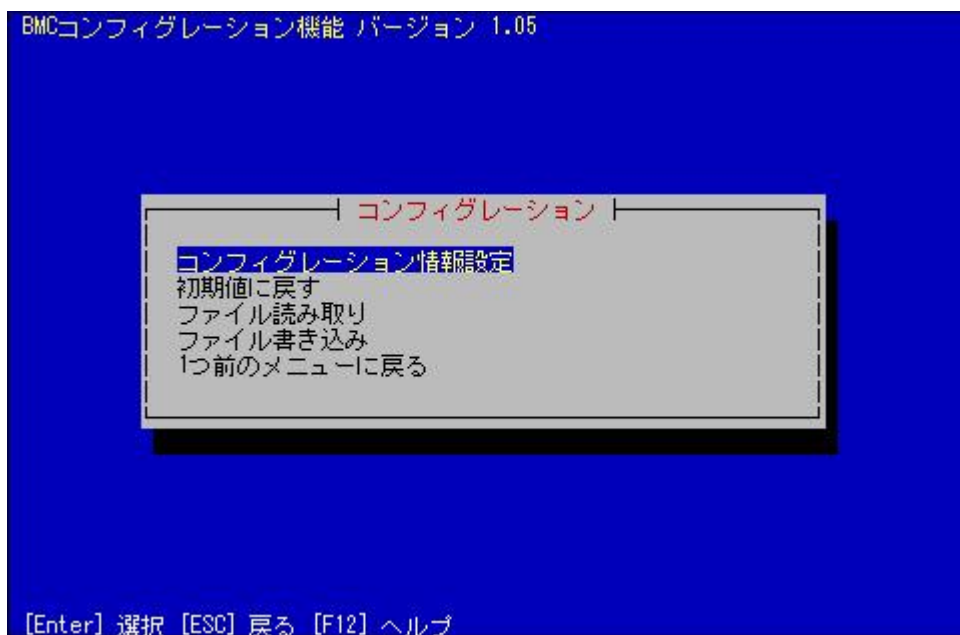 BMCコンフィグレーション機能 バージョン 1.05
コンフィグレーション
コンフィグレーション情報設定
初期値に戻す
ファイル読み取り
ファイル書き込み
1つ前のメニューに戻る
[Enter] 選択 [ESC] 戻る [F12] ヘルプ